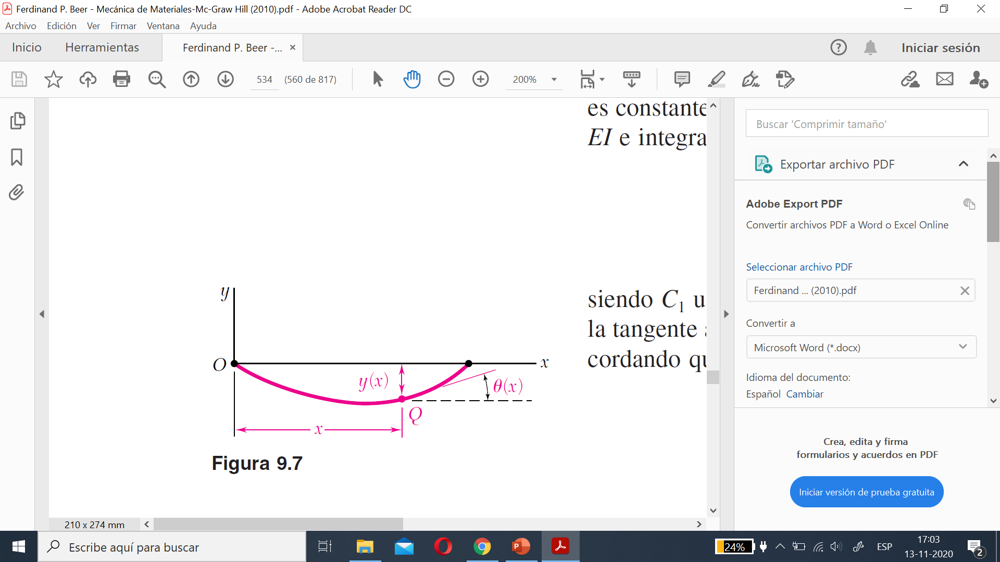 Ferdinand P. Beer - Mecánica de Materiales-Mc-Graw Hill (2010).pdf - Adobe Acrobat Reader DC
Archivo Edición Ver Firmar Ventana Ayuda
Inicio Herramientas Ferdinand P. Beer -... × Iniciar sesión
534 (560 de 817) 200%
es constante
EI e integra
y
siendo C₁ u
la tangente
cordando qu
O x
y(x)
θ(x)
Q
x
Figura 9.7
210 x 274 mm
Buscar 'Comprimir tamaño'
Exportar archivo PDF
Adobe Export PDF
Convertir archivos PDF a Word o Excel Online
Seleccionar archivo PDF
Ferdinand ... (2010).pdf
Convertir a
Microsoft Word (*.docx)
Idioma del documento:
Español Cambiar
Crea, edita y firma
formularios y acuerdos en PDF
Iniciar versión de prueba gratuita
Escribe aquí para buscar
24%
ESP
17:03
13-11-2020
2